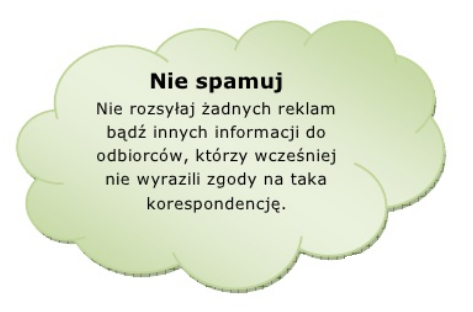 Nie spamuj
Nie rozsyłaj żadnych reklam
bądź innych informacji do
odbiorców, którzy wcześniej
nie wyrazili zgody na taka
korespondencję.